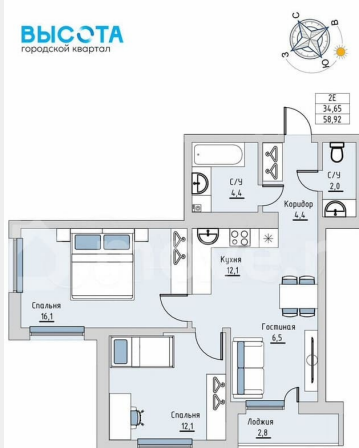 ВЫСОТА
городской квартал
С
В
З
Ю
2Е
34,65
58,92
С/У
4,4
С/У
2,0
Коридор
4,4
Кухня
12,1
Спальня
16,1
Гостиная
6,5
Спальня
12,1
Лоджия
2,8